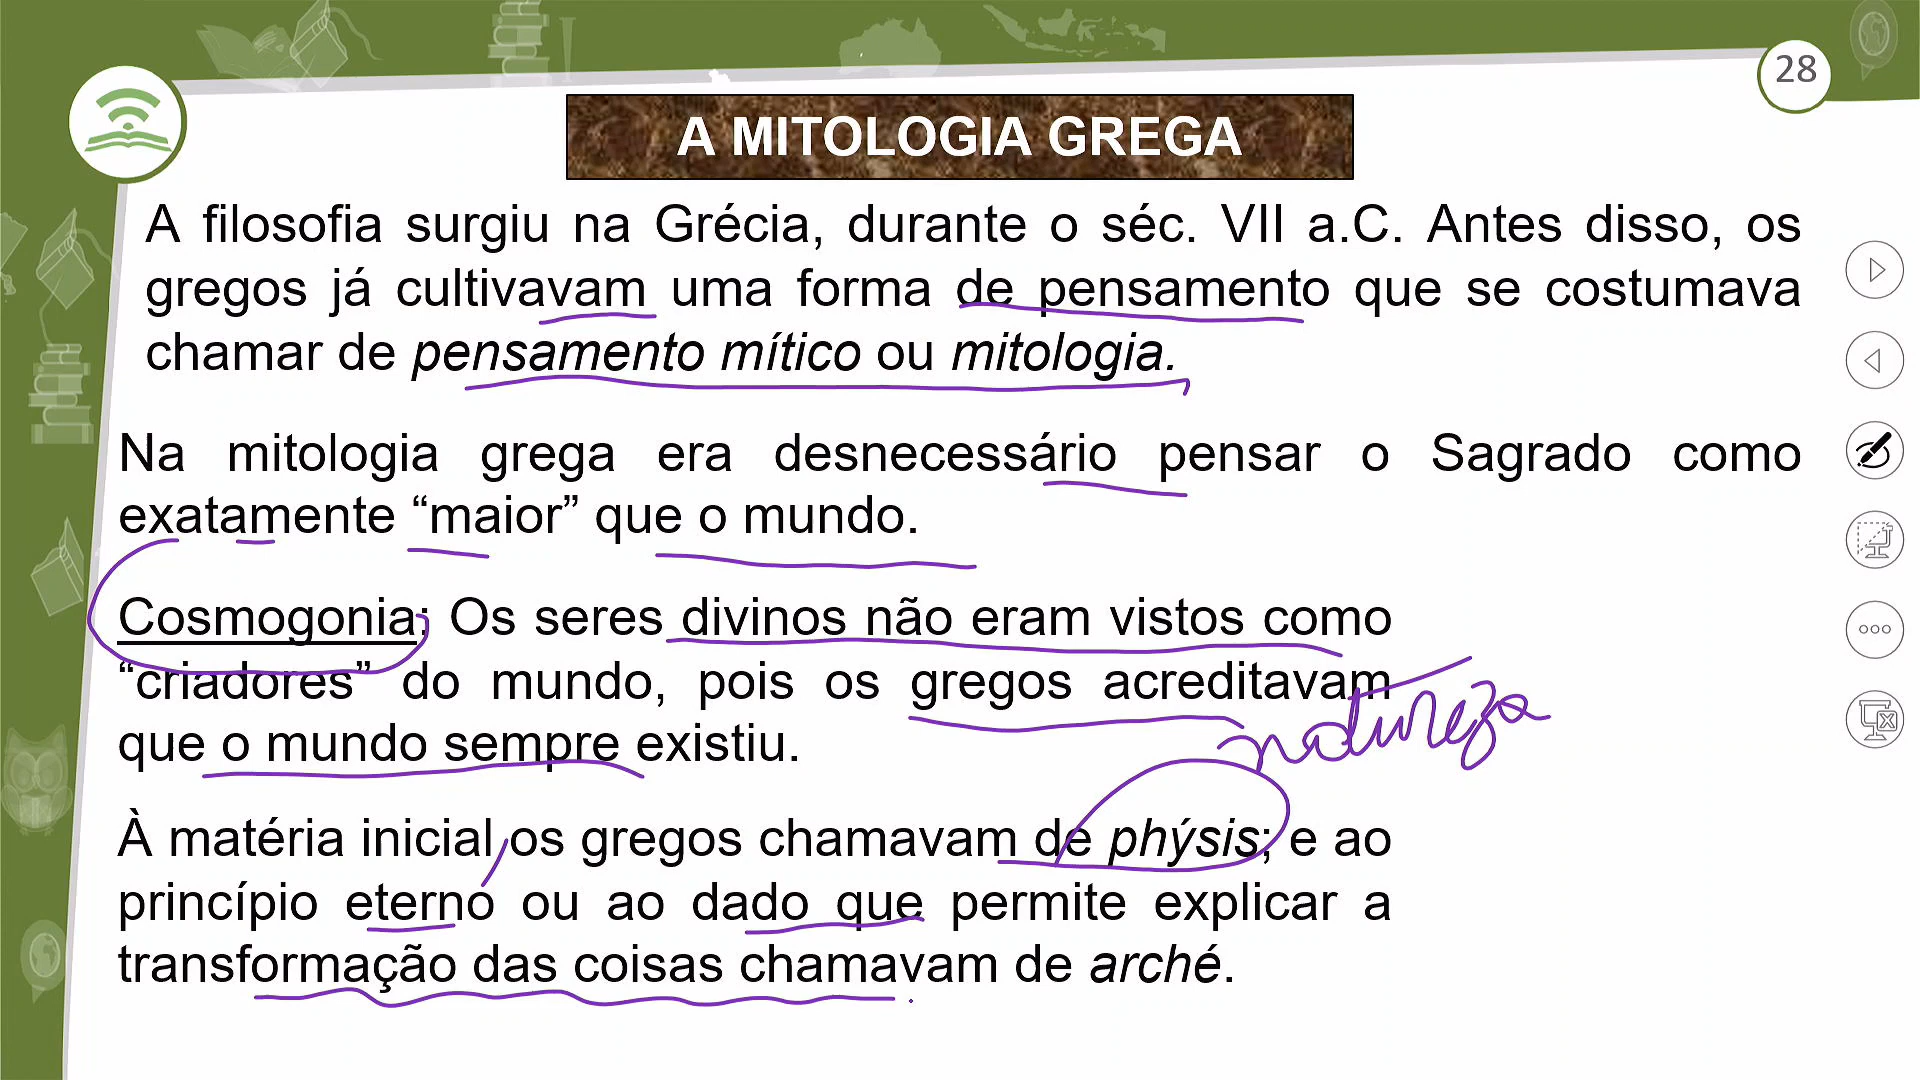 28
A MITOLOGIA GREGA
A filosofia surgiu na Grécia, durante o séc. VII a.C. Antes disso, os
gregos já cultivavam uma forma de pensamento que se costumava
chamar de pensamento mítico ou mitologia.
Na mitologia grega era desnecessário pensar o Sagrado como
exatamente “maior” que o mundo.
Cosmogonia: Os seres divinos não eram vistos como
“criadores” do mundo, pois os gregos acreditavam
que o mundo sempre existiu.
natureza
À matéria inicial os gregos chamavam de phýsis; e ao
princípio eterno ou ao dado que permite explicar a
transformação das coisas chamavam de arché.